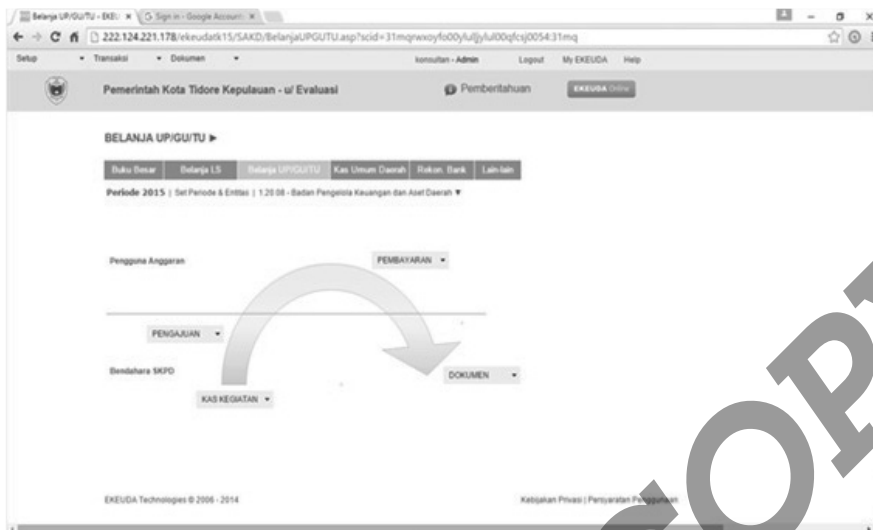 Belanja UP/GU/TU - EKEU
Sign in - Google Accounts
222.124.221.178/ekeudatk15/SAKD/BelanjaUPGUTU.asp?scid=
Setup Transaksi Dokumen konsultan - Admin Logout My EKEUDA Help
Pemerintah Kota Tidore Kepulauan - u/ Evaluasi Pemberitahuan EKEUDA Online
BELANJA UP/GU/TU ▶
Buku Besar Belanja LS Belanja UP/GU/TU Kas Umum Daerah Rekon. Bank Lain-lain
Periode 2015 | Set Periode & Entitas | 1.20.08 - Badan Pengelola Keuangan dan Aset Daerah ▼
Pengguna Anggaran PEMBAYARAN
PENGAJUAN
Bendahara SKPD DOKUMEN
KAS KEGIATAN
EKEUDA Technologies © 2006 - 2014 Kebijakan Privasi | Persyaratan Penggunaan
COPY